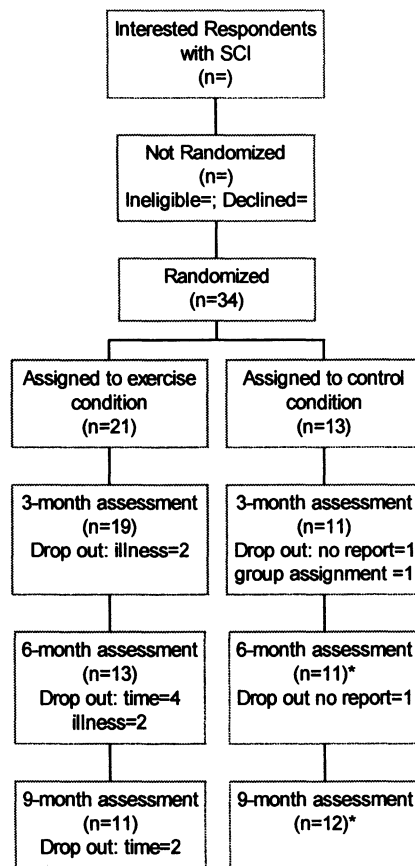 Interested Respondents
with SCI
(n=)
Not Randomized
(n=)
Ineligible=; Declined=
Randomized
(n=34)
Assigned to exercise
condition
(n=21)
Assigned to control
condition
(n=13)
3-month assessment
(n=19)
Drop out: illness=2
3-month assessment
(n=11)
Drop out: no report=1
group assignment =1
6-month assessment
(n=13)
Drop out: time=4
illness=2
6-month assessment
(n=11)*
Drop out no report=1
9-month assessment
(n=11)
Drop out: time=2
9-month assessment
(n=12)*